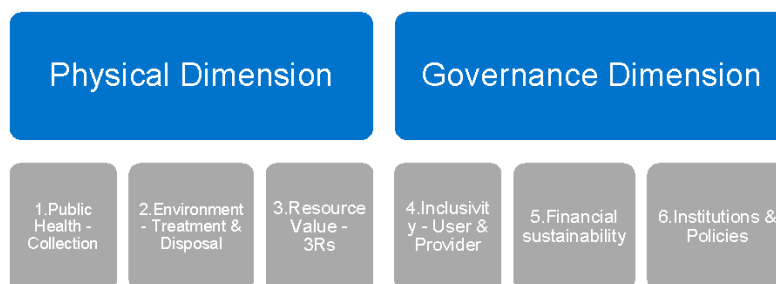 Physical Dimension
Governance Dimension
1.Public
Health -
Collection
2.Environment
- Treatment &
Disposal
3.Resource
Value -
3Rs
4.Inclusivit
y - User &
Provider
5.Financial
sustainability
6.Institutions &
Policies